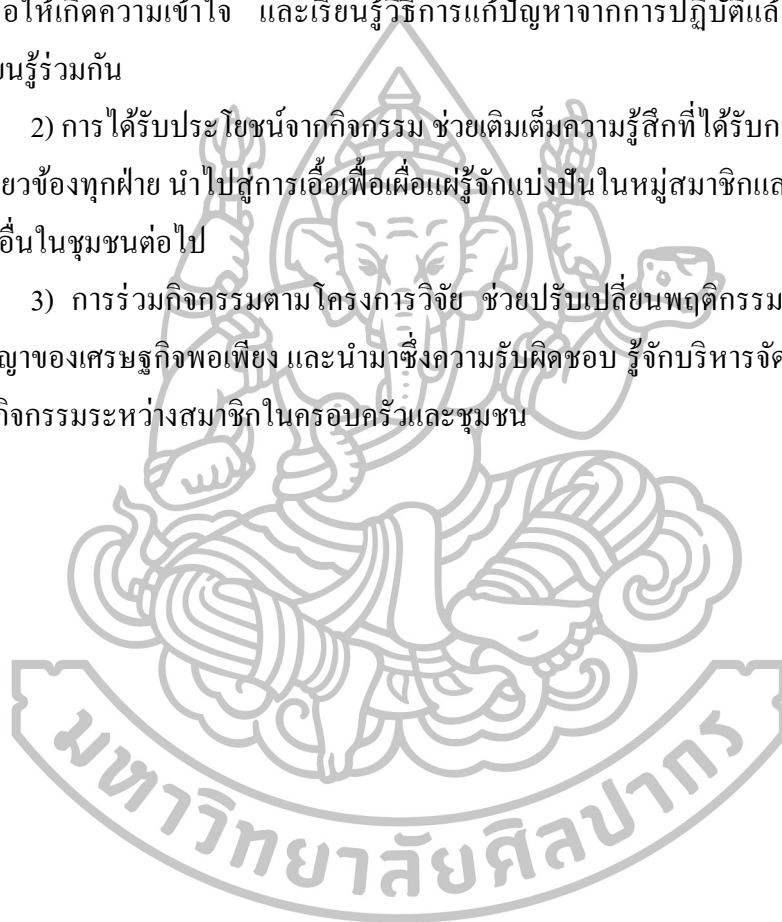 อให้เกิดความเข้าใจ และเรียนรู้วิธีการแก้ปัญหาจากการปฏิบัติแล้
ยนรู้ร่วมกัน
2) การได้รับประโยชน์จากกิจกรรม ช่วยเติมเต็มความรู้สึกที่ได้รับก
ยวข้องทุกฝ่าย นำไปสู่การเอื้อเฟื้อเผื่อแผ่รู้จักแบ่งปันในหมู่สมาชิกแล
อื่นในชุมชนต่อไป
3) การร่วมกิจกรรมตามโครงการวิจัย ช่วยปรับเปลี่ยนพฤติกรรม
ญาของเศรษฐกิจพอเพียง และนำมาซึ่งความรับผิดชอบ รู้จักบริหารจัด
กิจกรรมระหว่างสมาชิกในครอบครัวและชุมชน
มหาวิทยาลัยศิลปากร